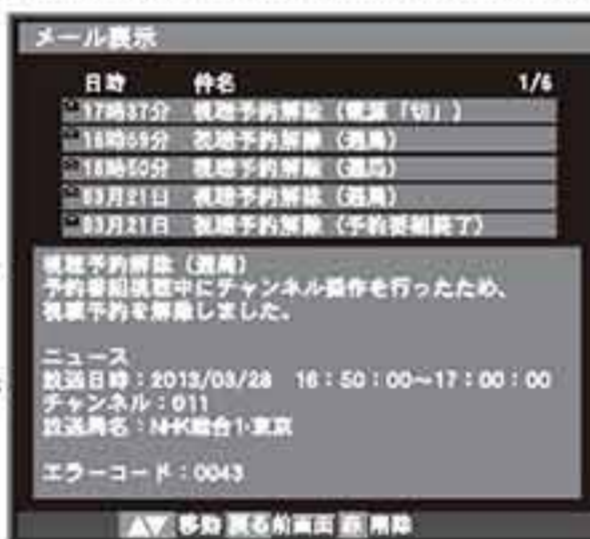 メール表示
日時 件名 1/6
17時37分 視聴予約解除（電源「切」）
16時59分 視聴予約解除（選局）
16時50分 視聴予約解除（選局）
03月21日 視聴予約解除（選局）
03月21日 視聴予約解除（予約番組終了）
視聴予約解除（選局）
予約番組視聴中にチャンネル操作を行ったため、
視聴予約を解除しました。
ニュース
放送日時：2013/03/28 16：50：00〜17：00：00
チャンネル：011
放送局名：NHK総合1・東京
エラーコード：0043
▲▼ 移動 戻る 前画面 削除